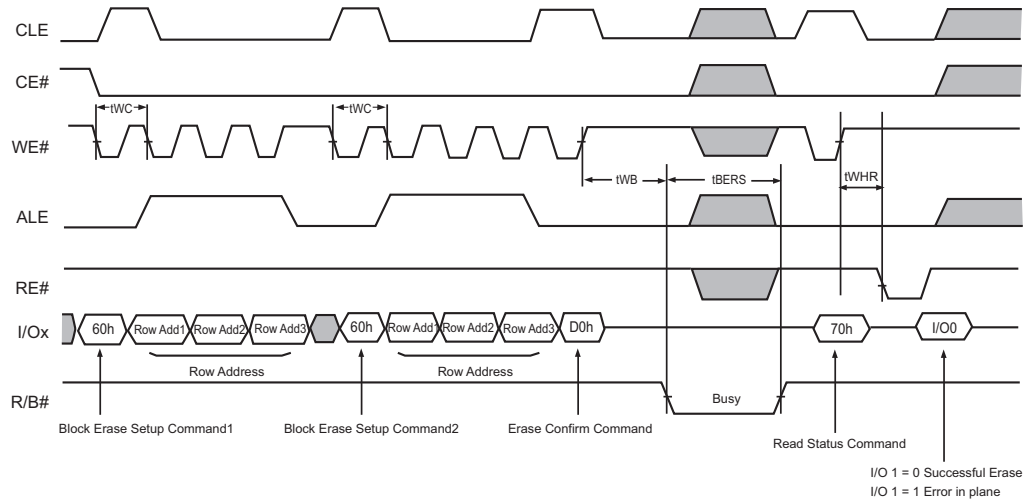 CLE
CE#
tWC tWC
WE#
tWB tBERS tWHR
ALE
RE#
I/Ox 60h Row Add1 Row Add2 Row Add3 60h Row Add1 Row Add2 Row Add3 D0h 70h I/O0
Row Address Row Address
R/B# Busy
Block Erase Setup Command1 Block Erase Setup Command2 Erase Confirm Command
Read Status Command
I/O 1 = 0 Successful Erase
I/O 1 = 1 Error in plane